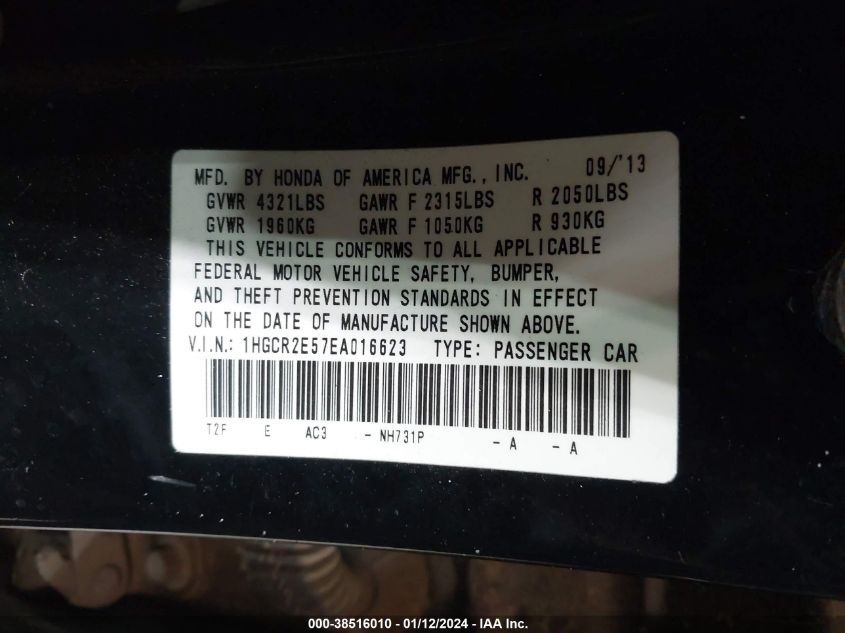 MFD. BY HONDA OF AMERICA MFG., INC. 09/'13
GVWR 4321LBS GAWR F 2315LBS R 2050LBS
GVWR 1960KG GAWR F 1050KG R 930KG
THIS VEHICLE CONFORMS TO ALL APPLICABLE
FEDERAL MOTOR VEHICLE SAFETY, BUMPER,
AND THEFT PREVENTION STANDARDS IN EFFECT
ON THE DATE OF MANUFACTURE SHOWN ABOVE.
V.I.N.: 1HGCR2E57EA016623 TYPE: PASSENGER CAR
T2F E AC3 - NH731P - A - A
000-38516010 - 01/12/2024 - IAA, Inc.